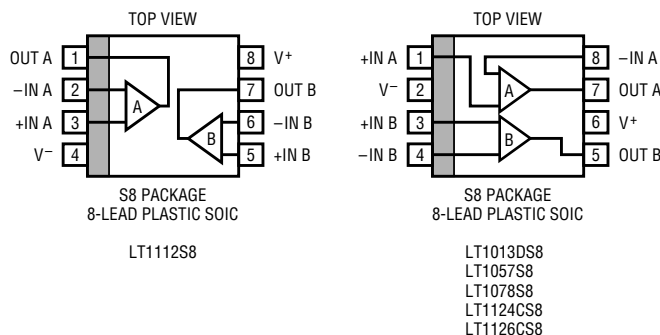 TOP VIEW
OUT A 1
–IN A 2
+IN A 3
V– 4
8 V+
7 OUT B
6 –IN B
5 +IN B
A
B
S8 PACKAGE
8-LEAD PLASTIC SOIC
LT1112S8
TOP VIEW
+IN A 1
V– 2
+IN B 3
–IN B 4
8 –IN A
7 OUT A
6 V+
5 OUT B
A
B
S8 PACKAGE
8-LEAD PLASTIC SOIC
LT1013DS8
LT1057S8
LT1078S8
LT1124CS8
LT1126CS8